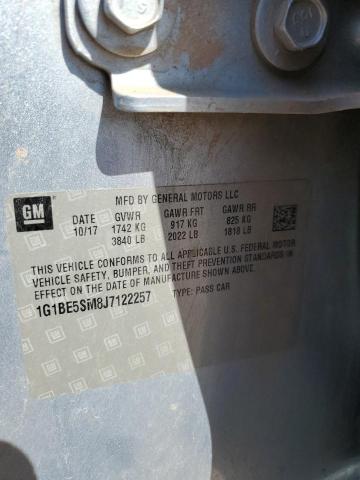 MFD BY GENERAL MOTORS LLC
GM
DATE GVWR GAWR FRT GAWR RR
10/17 1742 KG 917 KG 825 KG
3840 LB 2022 LB 1818 LB
THIS VEHICLE CONFORMS TO ALL APPLICABLE U.S. FEDERAL MOTOR
VEHICLE SAFETY, BUMPER, AND THEFT PREVENTION STANDARDS IN
EFFECT ON THE DATE OF MANUFACTURE SHOWN ABOVE.
1G1BE5SM8J7122257 TYPE: PASS CAR